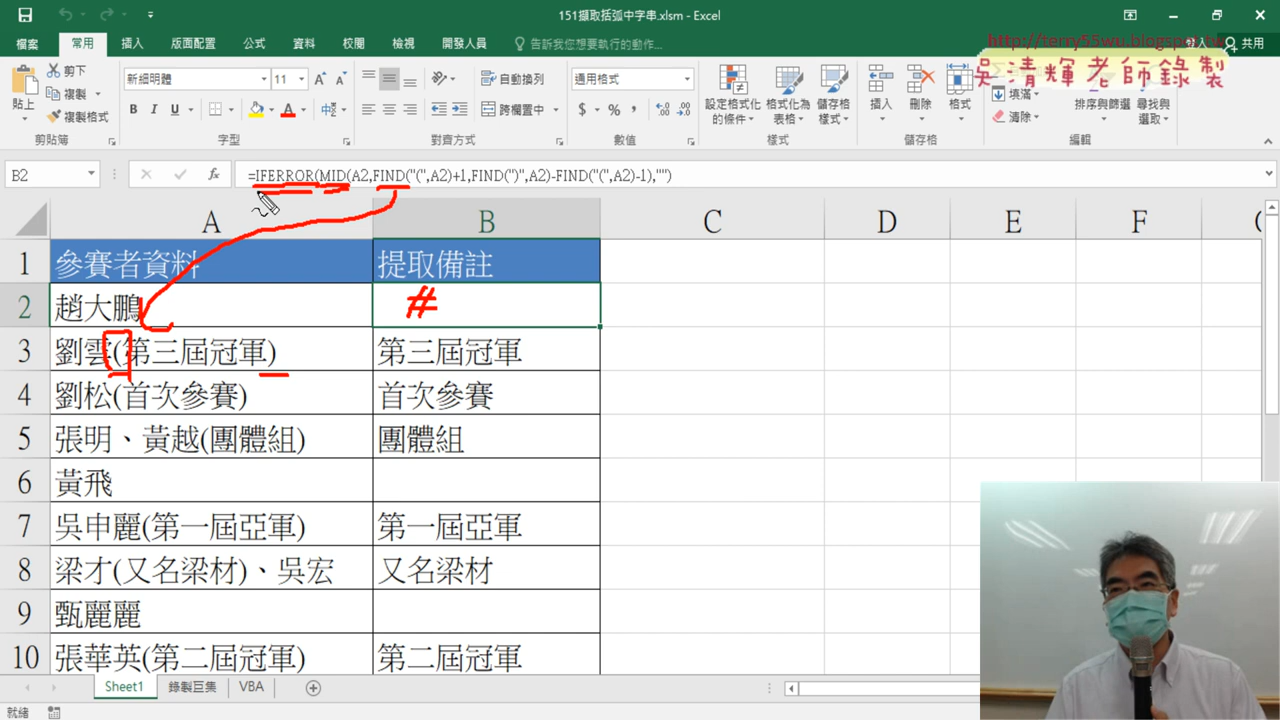 151擷取括弧中字串.xlsm - Excel
檔案 常用 插入 版面配置 公式 資料 校閱 檢視 開發人員 告訴我您想要執行的動作... 登入 共用
http://terry55wu.blogspot.tw
吳清輝老師錄製
貼上 剪下 複製 複製格式 新細明體 11 自動換列 跨欄置中 通用格式 設定格式化的條件 格式化為表格 儲存格樣式 插入 刪除 格式 填滿 清除 排序與篩選 尋找與選取
B I U A 中 $ % ,
剪貼簿 字型 對齊方式 數值 樣式 儲存格 編輯
B2 fx =IFERROR(MID(A2,FIND("(",A2)+1,FIND(")",A2)-FIND("(",A2)-1),"")
A B C D E F
1 參賽者資料 提取備註
2 趙大鵬 #
3 劉雲(第三屆冠軍) 第三屆冠軍
4 劉松(首次參賽) 首次參賽
5 張明、黃越(團體組) 團體組
6 黃飛
7 吳申麗(第一屆亞軍) 第一屆亞軍
8 梁才(又名梁材)、吳宏 又名梁材
9 甄麗麗
10 張華英(第二屆冠軍) 第二屆冠軍
Sheet1 錄製巨集 VBA
就緒